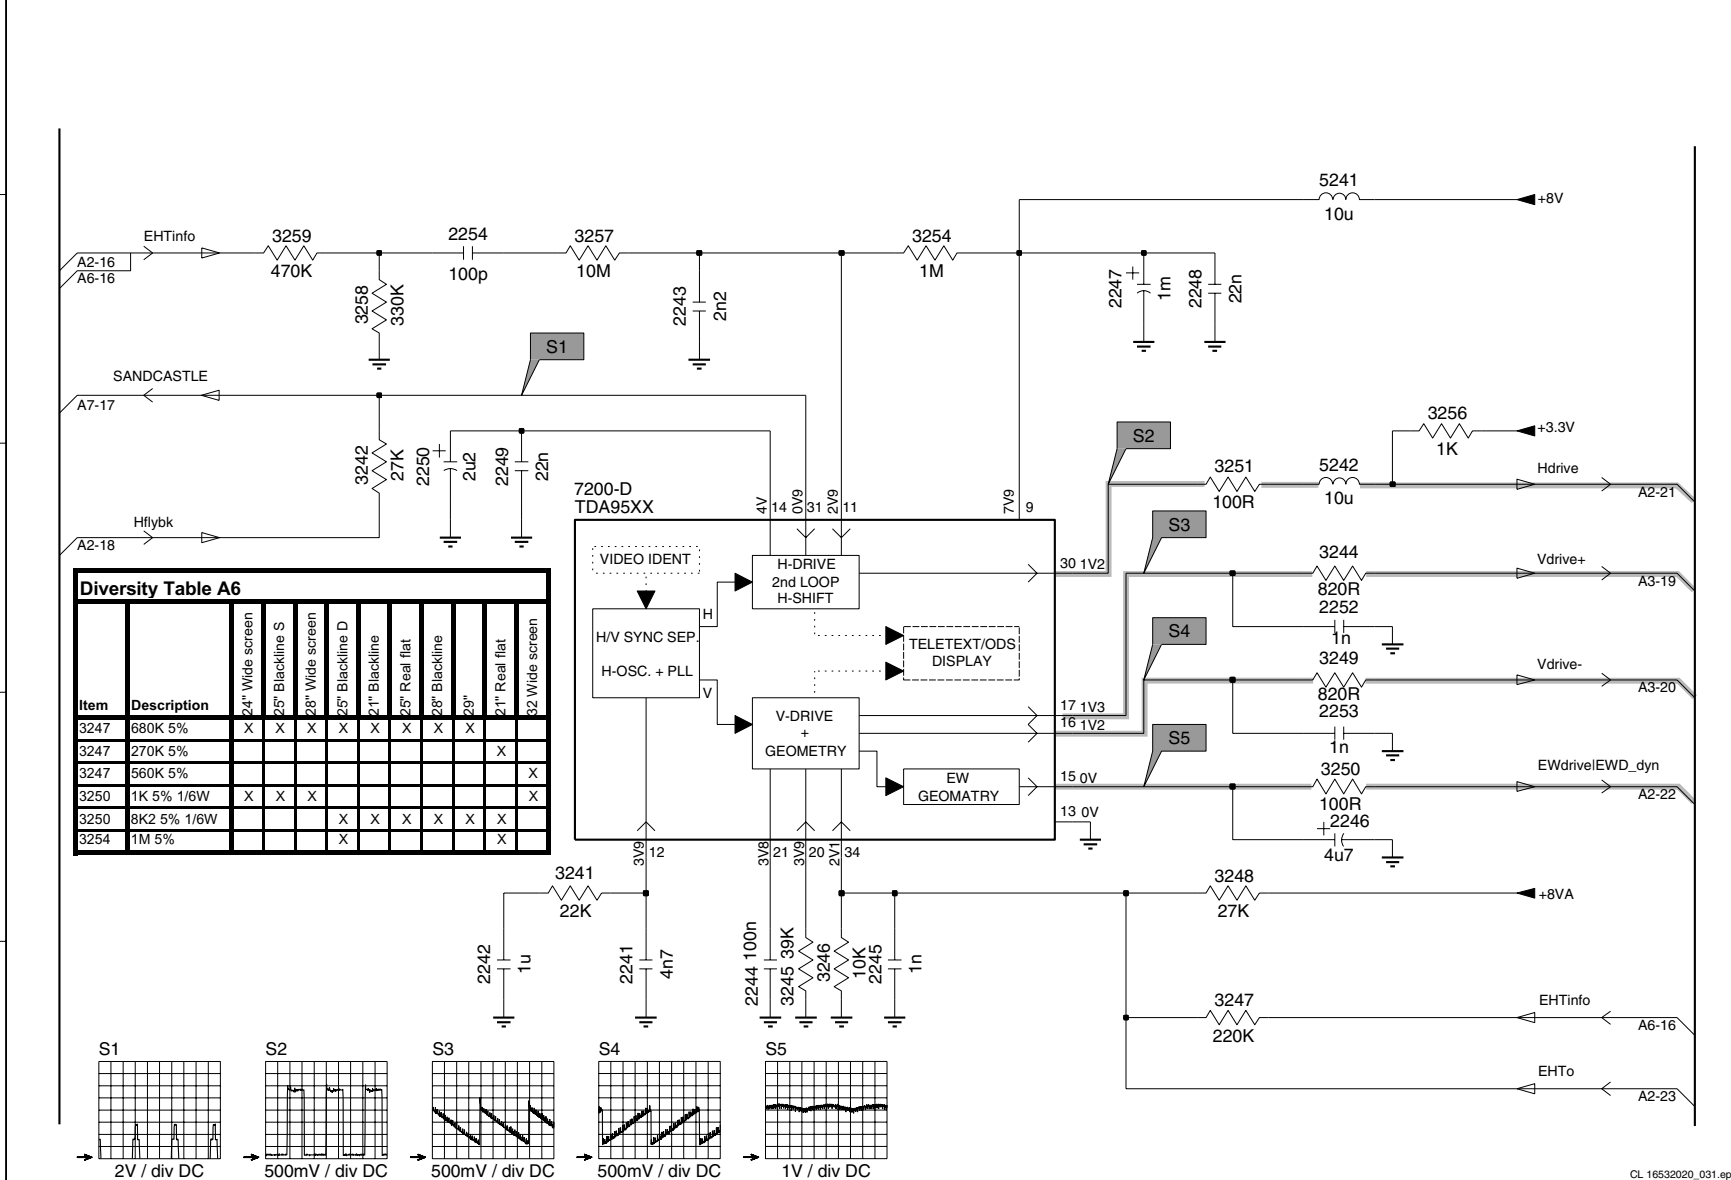 5241
+8V
10u
EHTinfo
3259
2254
3257
3254
A2-16
A6-16
470K
100p
10M
1M
3258
330K
2243
2n2
2247
+
1m
2248
22n
S1
SANDCASTLE
A7-17
3242
27K
2250
+
2u2
2249
22n
Hflybk
A2-18
3256
+3.3V
1K
S2
3251
5242
Hdrive
100R
10u
A2-21
7200-D
TDA95XX
4V
14
0V9
31
2V9
11
7V9
9
S3
VIDEO IDENT
H-DRIVE
2nd LOOP
H-SHIFT
30 1V2
3244
Vdrive+
820R
A3-19
2252
1n
H
H/V SYNC SEP.
H-OSC. + PLL
V
TELETEXT/ODS
DISPLAY
S4
3249
Vdrive-
820R
A3-20
2253
1n
V-DRIVE
+
GEOMETRY
17 1V3
16 1V2
S5
EW
GEOMATRY
15 0V
3250
EWdrive|EWD_dyn
100R
A2-22
+
2246
4u7
13 0V
Diversity Table A6
Item Description 24" Wide screen 25" Blackline S 28" Wide screen 25" Blackline D 21" Blackline 25" Real flat 28" Blackline 29" 21" Real flat 32 Wide screen
3247 680K 5% X X X X X X X X
3247 270K 5% X
3247 560K 5% X
3250 1K 5% 1/6W X X X X
3250 8K2 5% 1/6W X X X X X X
3254 1M 5% X X
3V9
12
3V8
21
3V9
20
2V1
34
3241
22K
3248
+8VA
27K
2242
1u
2241
4n7
2244 100n
3245 39K
3246
10K
2245
1n
3247
EHTinfo
220K
A6-16
EHTo
A2-23
S1
S2
S3
S4
S5
2V / div DC
500mV / div DC
500mV / div DC
500mV / div DC
1V / div DC
CL 16532020_031.ep